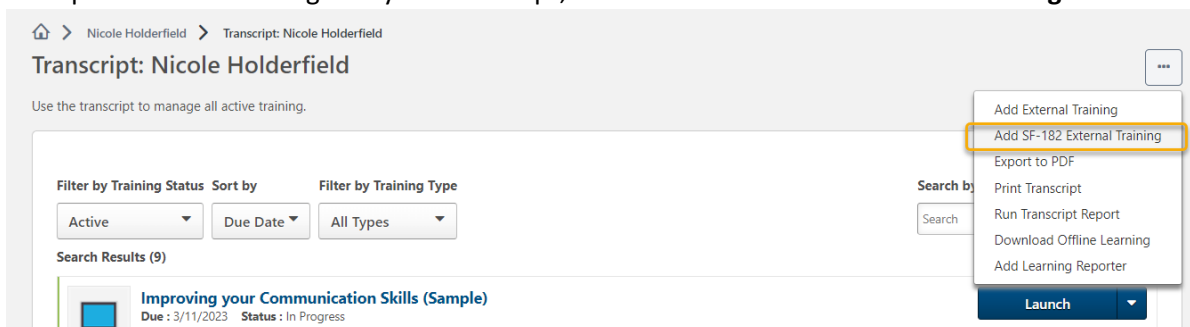 Nicole Holderfield > Transcript: Nicole Holderfield
Transcript: Nicole Holderfield
Use the transcript to manage all active training.
Add External Training
Add SF-182 External Training
Export to PDF
Print Transcript
Run Transcript Report
Download Offline Learning
Add Learning Reporter
Filter by Training Status Sort by Filter by Training Type
Search by
Active Due Date All Types
Search
Search Results (9)
Improving your Communication Skills (Sample)
Due : 3/11/2023 Status : In Progress
Launch